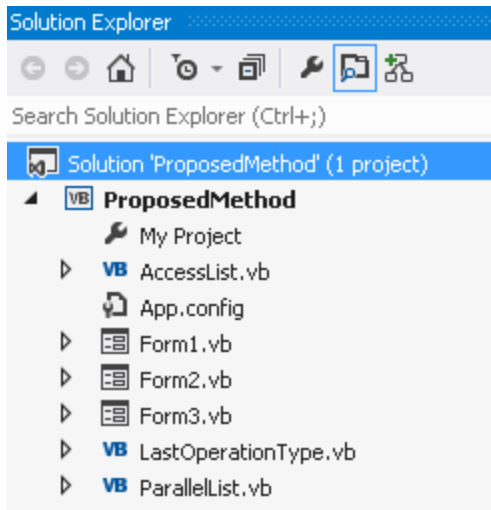 Solution Explorer
Search Solution Explorer (Ctrl+;)
Solution 'ProposedMethod' (1 project)
VB ProposedMethod
My Project
VB AccessList.vb
App.config
Form1.vb
Form2.vb
Form3.vb
VB LastOperationType.vb
VB ParallelList.vb